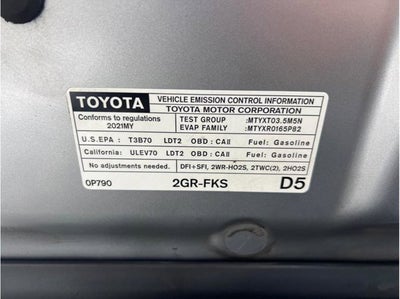 TOYOTA VEHICLE EMISSION CONTROL INFORMATION
TOYOTA MOTOR CORPORATION
Conforms to regulations
2021MY
TEST GROUP :MTYXT03.5M5N
EVAP FAMILY :MTYXR0165P82
U.S.EPA : T3B70 LDT2 OBD : CAII Fuel: Gasoline
California: ULEV70 LDT2 OBD : CAII Fuel: Gasoline
No adjustments needed. DFI+SFI, 2WR-HO2S, 2TWC(2), 2HO2S
0P790 2GR-FKS D5